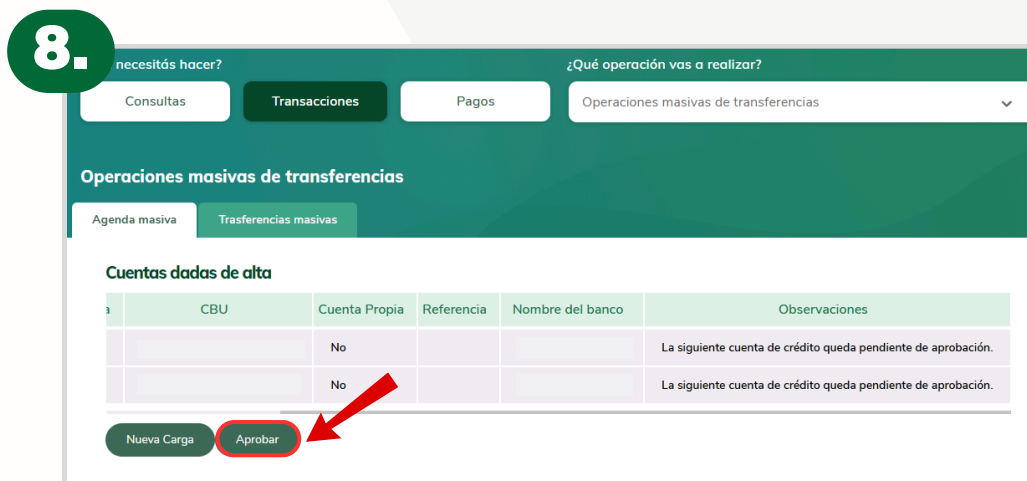 8.
necesitás hacer?
¿Qué operación vas a realizar?
Consultas
Transacciones
Pagos
Operaciones masivas de transferencias
Operaciones masivas de transferencias
Agenda masiva
Trasferencias masivas
Cuentas dadas de alta
a CBU Cuenta Propia Referencia Nombre del banco Observaciones
No La siguiente cuenta de crédito queda pendiente de aprobación.
No La siguiente cuenta de crédito queda pendiente de aprobación.
Nueva Carga
Aprobar